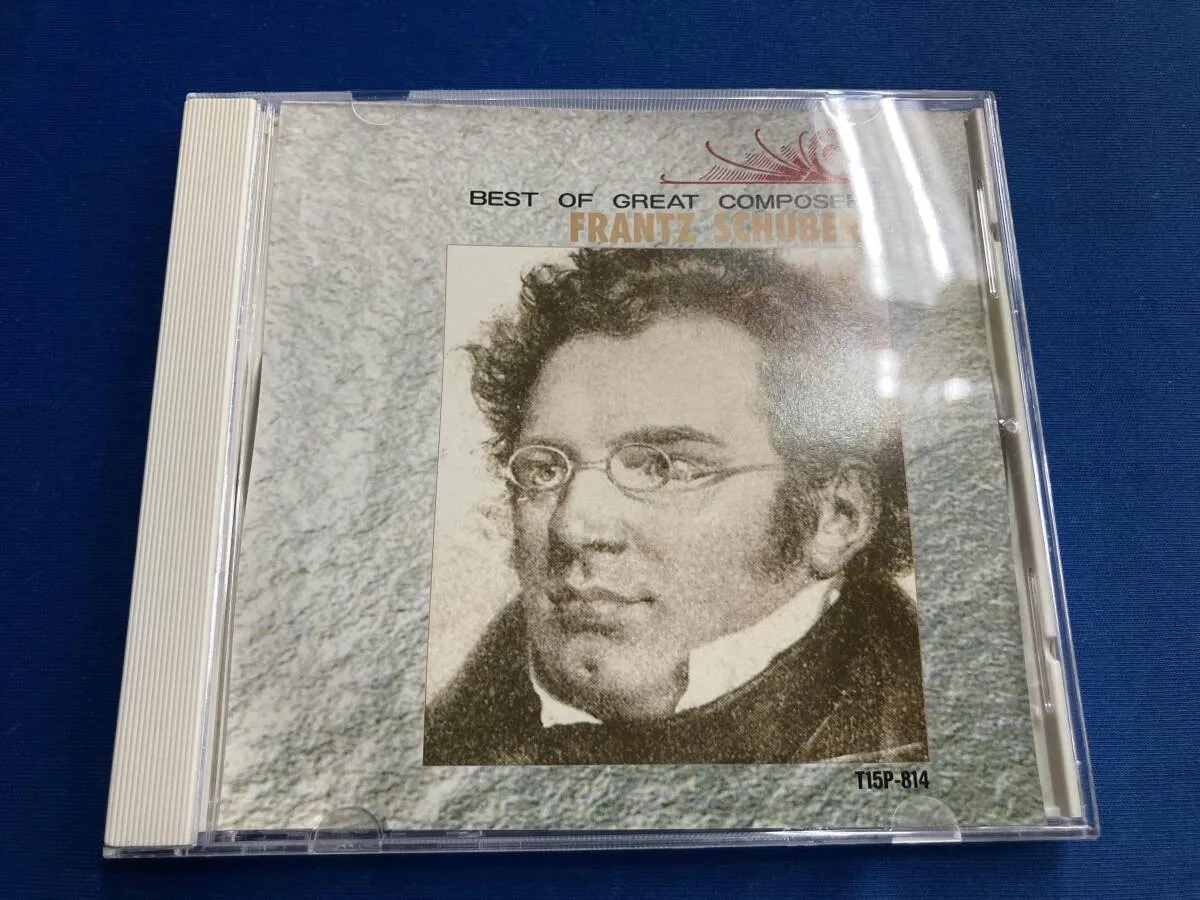 BEST OF GREAT COMPOSER
FRANTZ SCHUBER
T15P-814